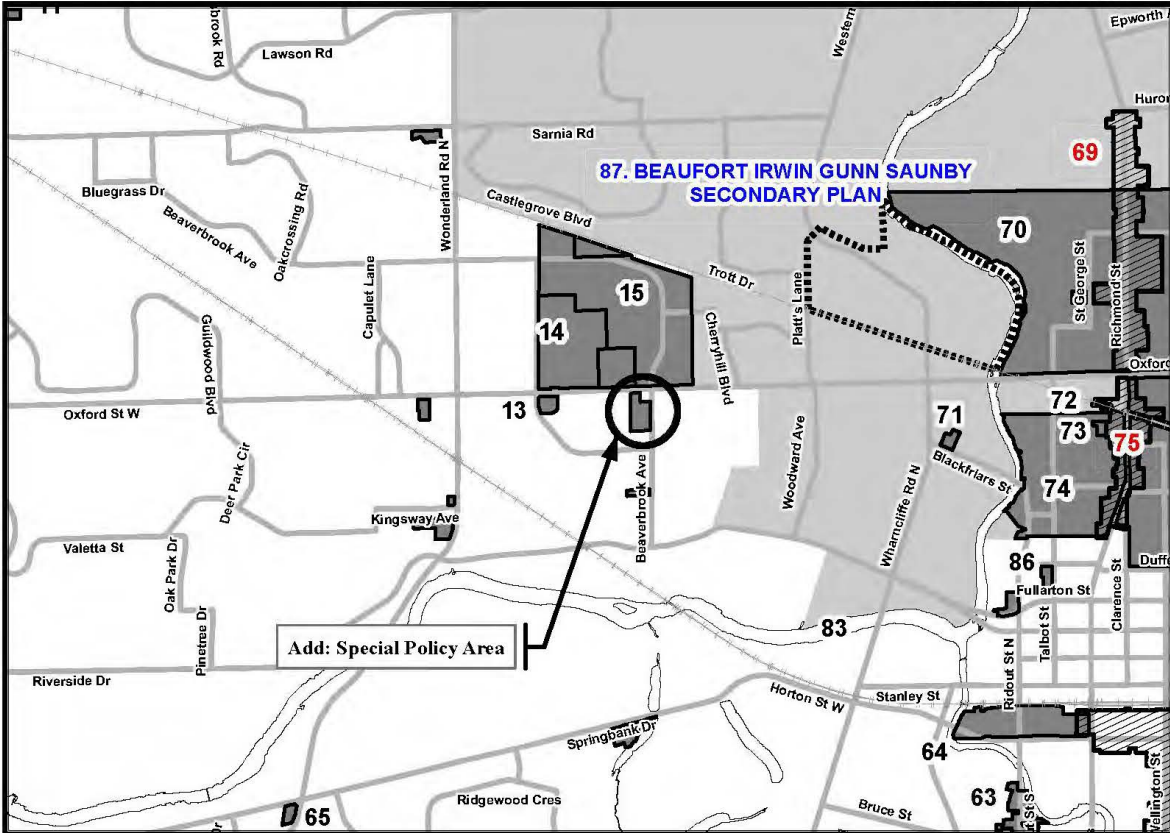 Epworth
Western
Lawson Rd
Sarnia Rd
69
87. BEAUFORT IRWIN GUNN SAUNBY
SECONDARY PLAN
Wonderland Rd N
Bluegrass Dr
Beaverbrook Ave
Oakcrossing Rd
Castlegrove Blvd
70
St George St
Richmond St
Capulet Lane
15
Trott Dr
Platt's Lane
14
Guildwood Blvd
Cherryhill Blvd
Oxford
Oxford St W
13
72
71
73
75
Woodward Ave
Blackfriars St
Deer Park Cir
Beaverbrook Ave
Wharncliffe Rd N
74
Kingsway Ave
Valetta St
Oak Park Dr
86
Clarence St
Fullarton St
Pinetree Dr
83
Talbot St
Add: Special Policy Area
Ridout St N
Riverside Dr
Horton St W
Stanley St
Springbank Dr
64
65
Ridgewood Cres
63
Bruce St